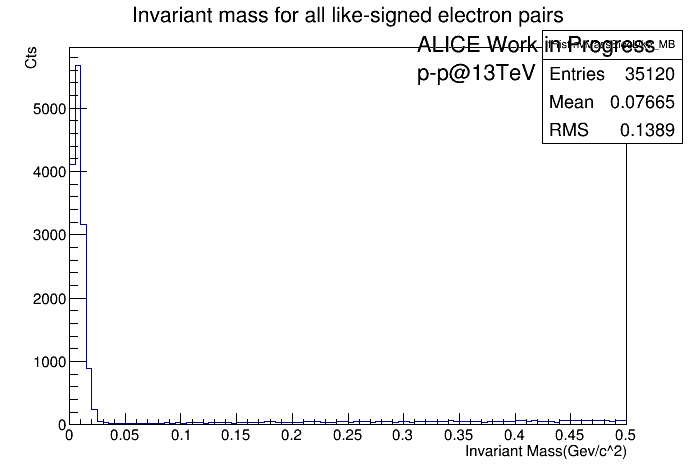 Invariant mass for all like-signed electron pairs
Cts
ALICE Work in Progress
p-p@13TeV
_MB
Entries 35120
Mean 0.07665
RMS 0.1389
5000
4000
3000
2000
1000
0
0 0.05 0.1 0.15 0.2 0.25 0.3 0.35 0.4 0.45 0.5
Invariant Mass(Gev/c^2)